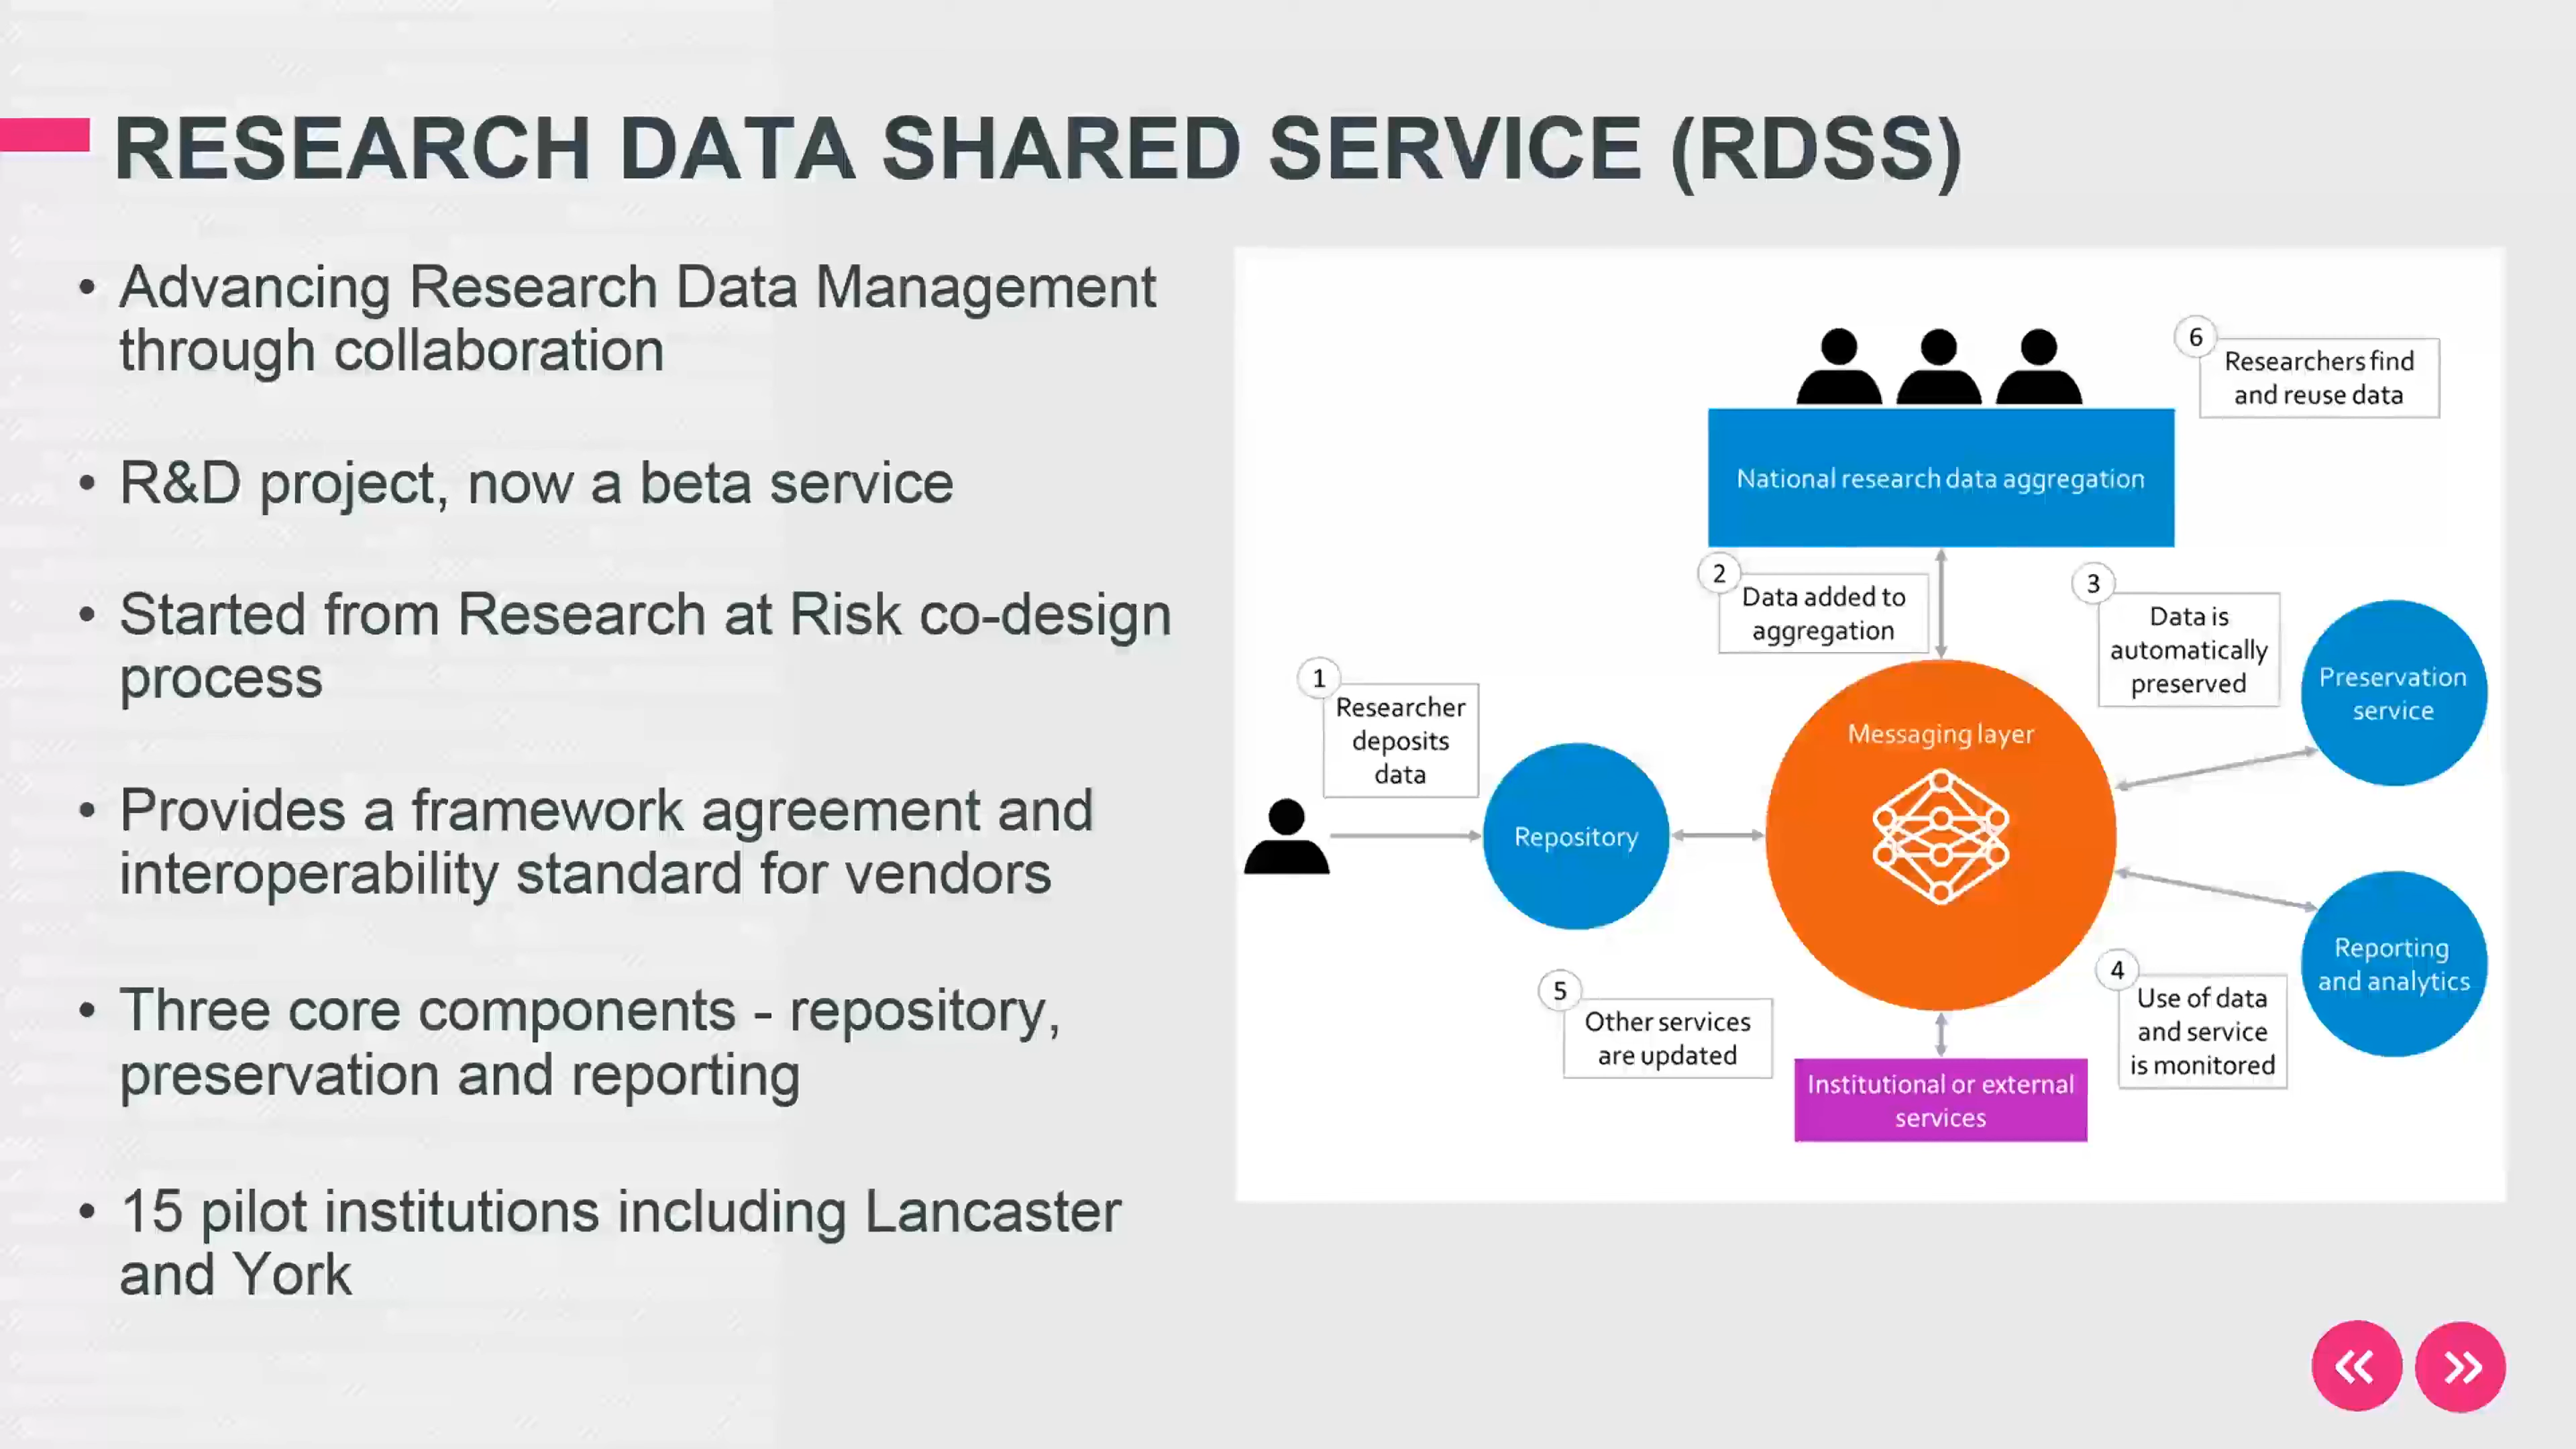 RESEARCH DATA SHARED SERVICE (RDSS)
• Advancing Research Data Management
through collaboration
• R&D project, now a beta service
• Started from Research at Risk co-design
process
• Provides a framework agreement and
interoperability standard for vendors
• Three core components - repository,
preservation and reporting
• 15 pilot institutions including Lancaster
and York
6
Researchers find
and reuse data
National research data aggregation
2
Data added to
aggregation
3
Data is
automatically
preserved
Preservation
service
1
Researcher
deposits
data
Messaging layer
Repository
Reporting
and analytics
4
Use of data
and service
is monitored
5
Other services
are updated
Institutional or external
services